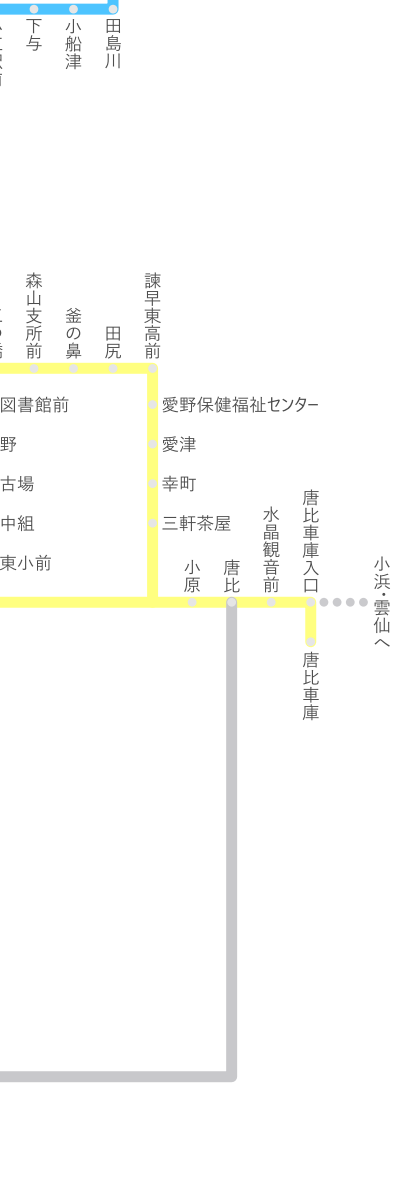 下与
小船津
田島川
森山支所前
釜の鼻
田尻
諫早東高前
図書館前
愛野保健福祉センター
野
愛津
古場
幸町
中組
三軒茶屋
東小前
小原
唐比
水晶観音前
唐比車庫入口
小浜・雲仙へ
唐比車庫